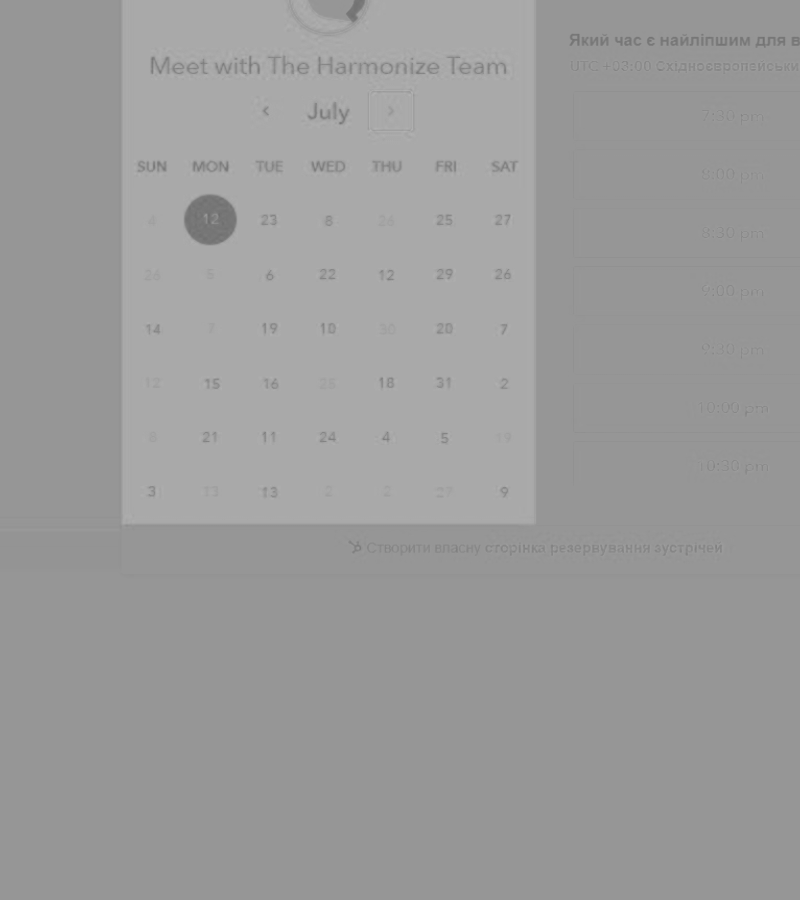 Meet with The Harmonize Team
July
SUN MON TUE WED THU FRI SAT
4 12 23 8 26 25 27
26 5 6 22 12 29 26
14 7 19 10 30 20 7
12 15 16 26 18 31 2
8 21 11 24 4 5 19
3 13 13 2 2 27 9
Який час є найліпшим для
UTC +03:00
7:30 pm
8:00 pm
8:30 pm
9:00 pm
9:30 pm
10:00 pm
10:30 pm
Створити власну сторінка резервування зустрічей